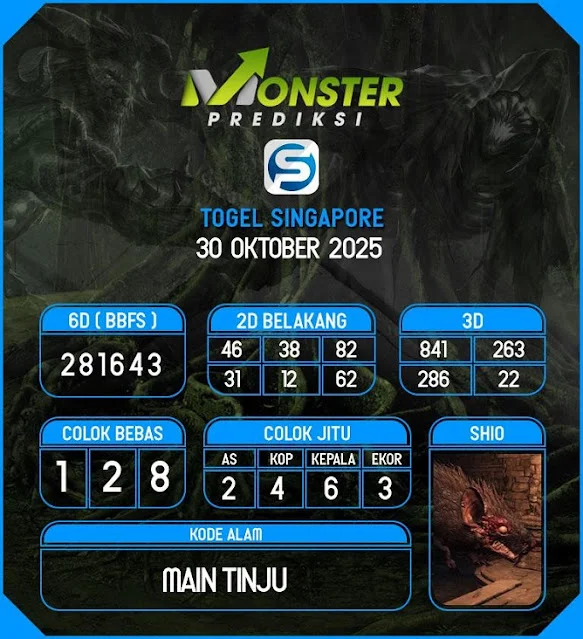 MONSTER
PREDIKSI
S
TOGEL SINGAPORE
30 OKTOBER 2025
6D ( BBFS )
281643
2D BELAKANG
46 38 82
31 12 62
3D
841 263
286 22
COLOK BEBAS
1 2 8
COLOK JITU
AS KOP KEPALA EKOR
2 4 6 3
SHIO
KODE ALAM
MAIN TINJU